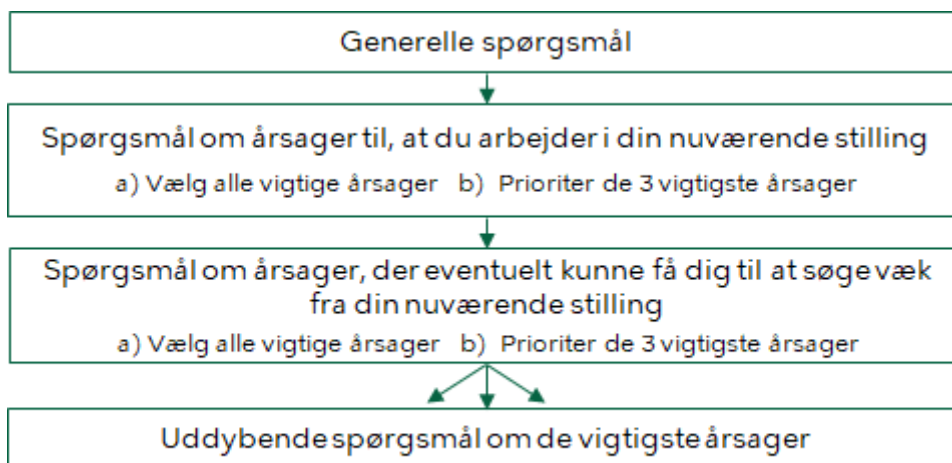 Generelle spørgsmål
Spørgsmål om årsager til, at du arbejder i din nuværende stilling
a) Vælg alle vigtige årsager b) Prioriter de 3 vigtigste årsager
Spørgsmål om årsager, der eventuelt kunne få dig til at søge væk
fra din nuværende stilling
a) Vælg alle vigtige årsager b) Prioriter de 3 vigtigste årsager
Uddybende spørgsmål om de vigtigste årsager